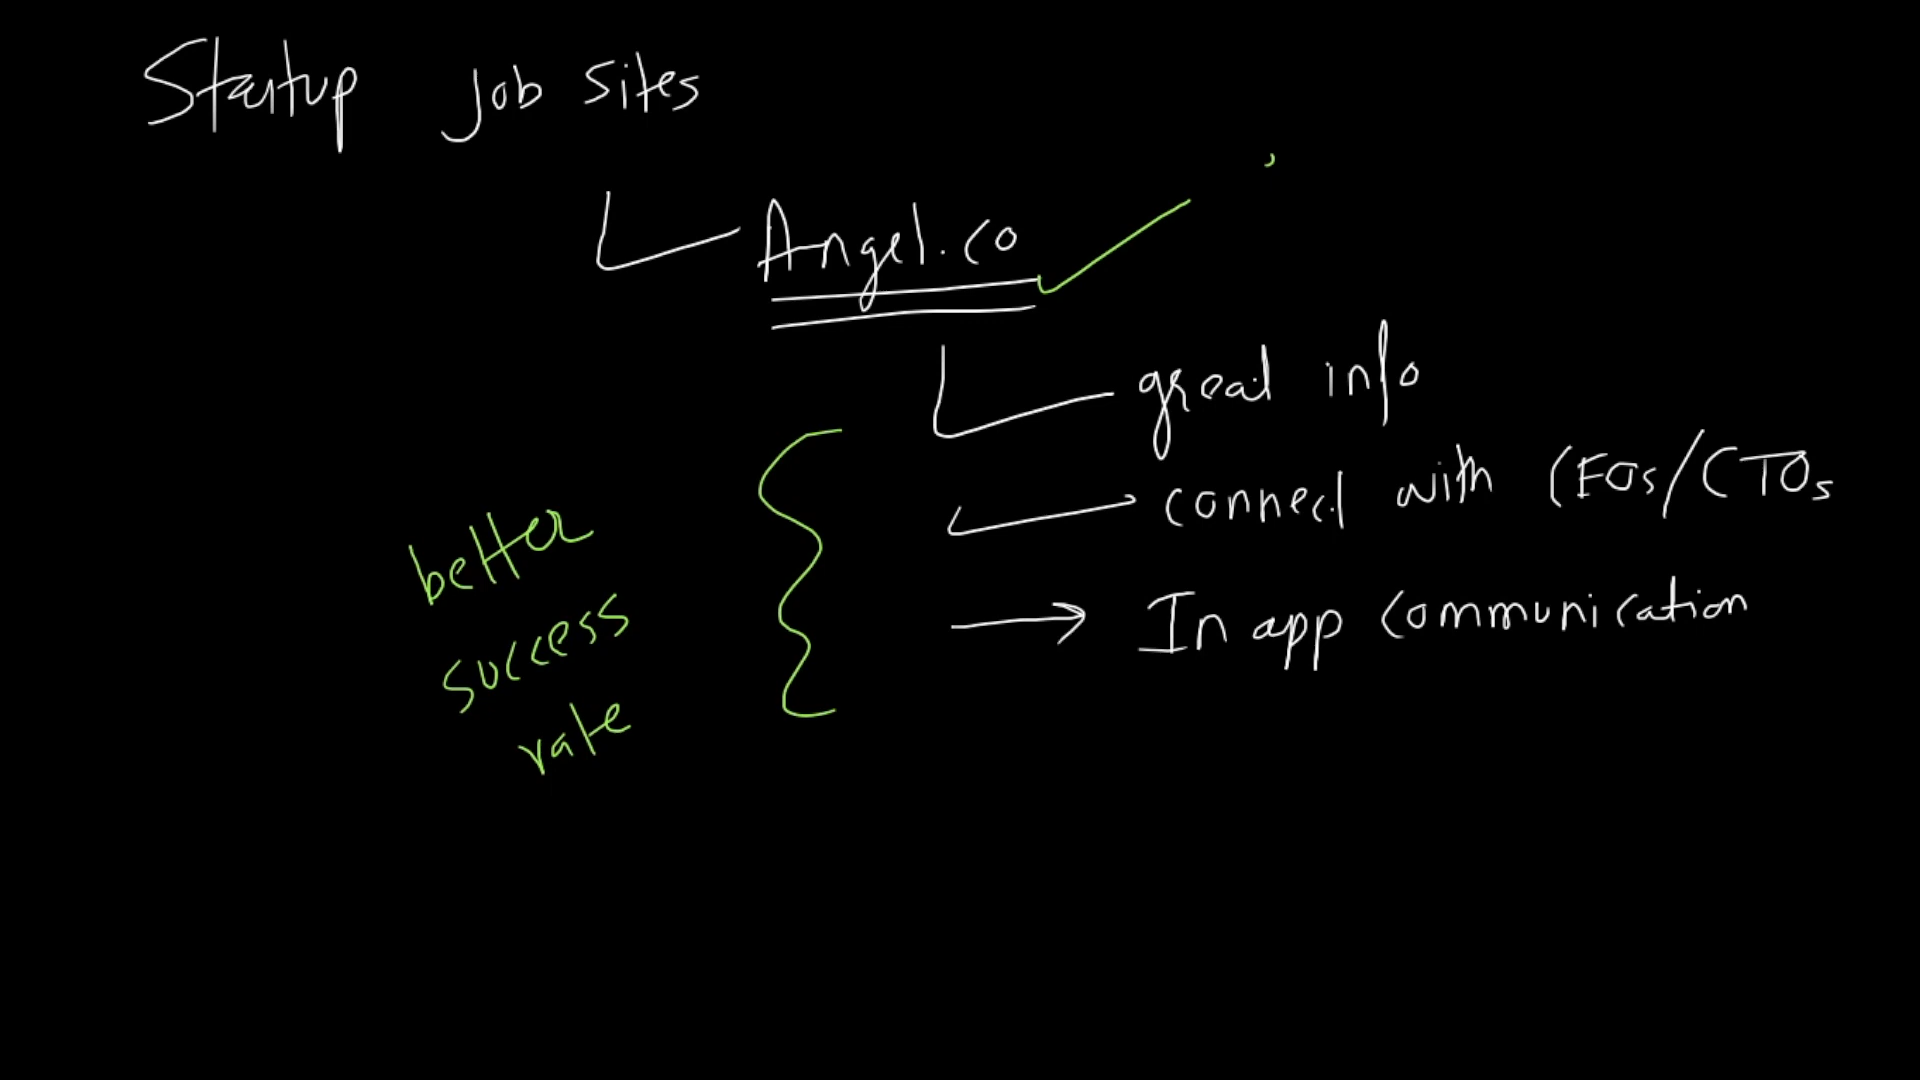 Startup Job sites
Angel.co
great info
connect with CEOs/CTOs
In app communication
better
success
rate